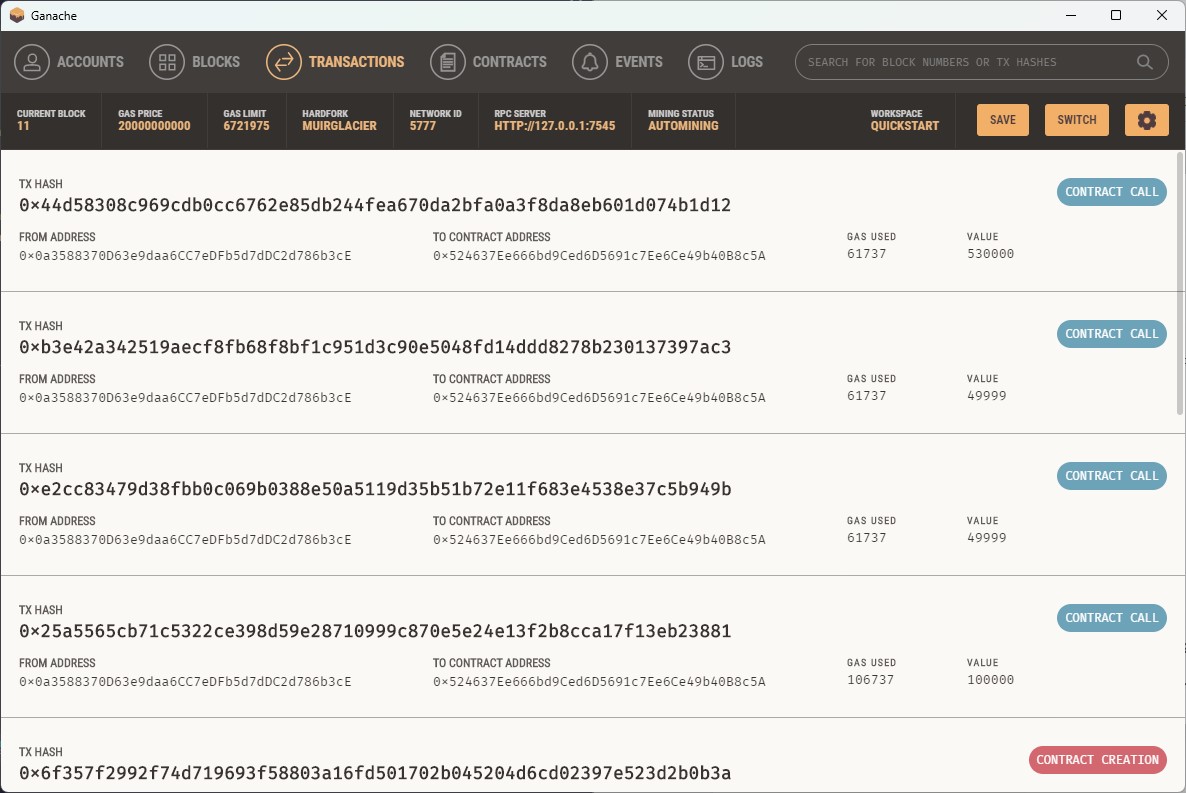 Ganache
ACCOUNTS BLOCKS TRANSACTIONS CONTRACTS EVENTS LOGS SEARCH FOR BLOCK NUMBERS OR TX HASHES
CURRENT BLOCK GAS PRICE GAS LIMIT HARDFORK NETWORK ID RPC SERVER MINING STATUS WORKSPACE
11 20000000000 6721975 MUIRGLACIER 5777 HTTP://127.0.0.1:7545 AUTOMINING QUICKSTART SAVE SWITCH
TX HASH
0×44d58308c969cdb0cc6762e85db244fea670da2bfa0a3f8da8eb601d074b1d12 CONTRACT CALL
FROM ADDRESS TO CONTRACT ADDRESS GAS USED VALUE
0×0a3588370D63e9daa6CC7eDFb5d7dDC2d786b3cE 0×524637Ee666bd9Ced6D5691c7Ee6Ce49b40B8c5A 61737 530000
TX HASH
0×b3e42a342519aecf8fb68f8bf1c951d3c90e5048fd14ddd8278b230137397ac3 CONTRACT CALL
FROM ADDRESS TO CONTRACT ADDRESS GAS USED VALUE
0×0a3588370D63e9daa6CC7eDFb5d7dDC2d786b3cE 0×524637Ee666bd9Ced6D5691c7Ee6Ce49b40B8c5A 61737 49999
TX HASH
0×e2cc83479d38fbb0c069b0388e50a5119d35b51b72e11f683e4538e37c5b949b CONTRACT CALL
FROM ADDRESS TO CONTRACT ADDRESS GAS USED VALUE
0×0a3588370D63e9daa6CC7eDFb5d7dDC2d786b3cE 0×524637Ee666bd9Ced6D5691c7Ee6Ce49b40B8c5A 61737 49999
TX HASH
0×25a5565cb71c5322ce398d59e28710999c870e5e24e13f2b8cca17f13eb23881 CONTRACT CALL
FROM ADDRESS TO CONTRACT ADDRESS GAS USED VALUE
0×0a3588370D63e9daa6CC7eDFb5d7dDC2d786b3cE 0×524637Ee666bd9Ced6D5691c7Ee6Ce49b40B8c5A 106737 100000
TX HASH
0×6f357f2992f74d719693f58803a16fd501702b045204d6cd02397e523d2b0b3a CONTRACT CREATION